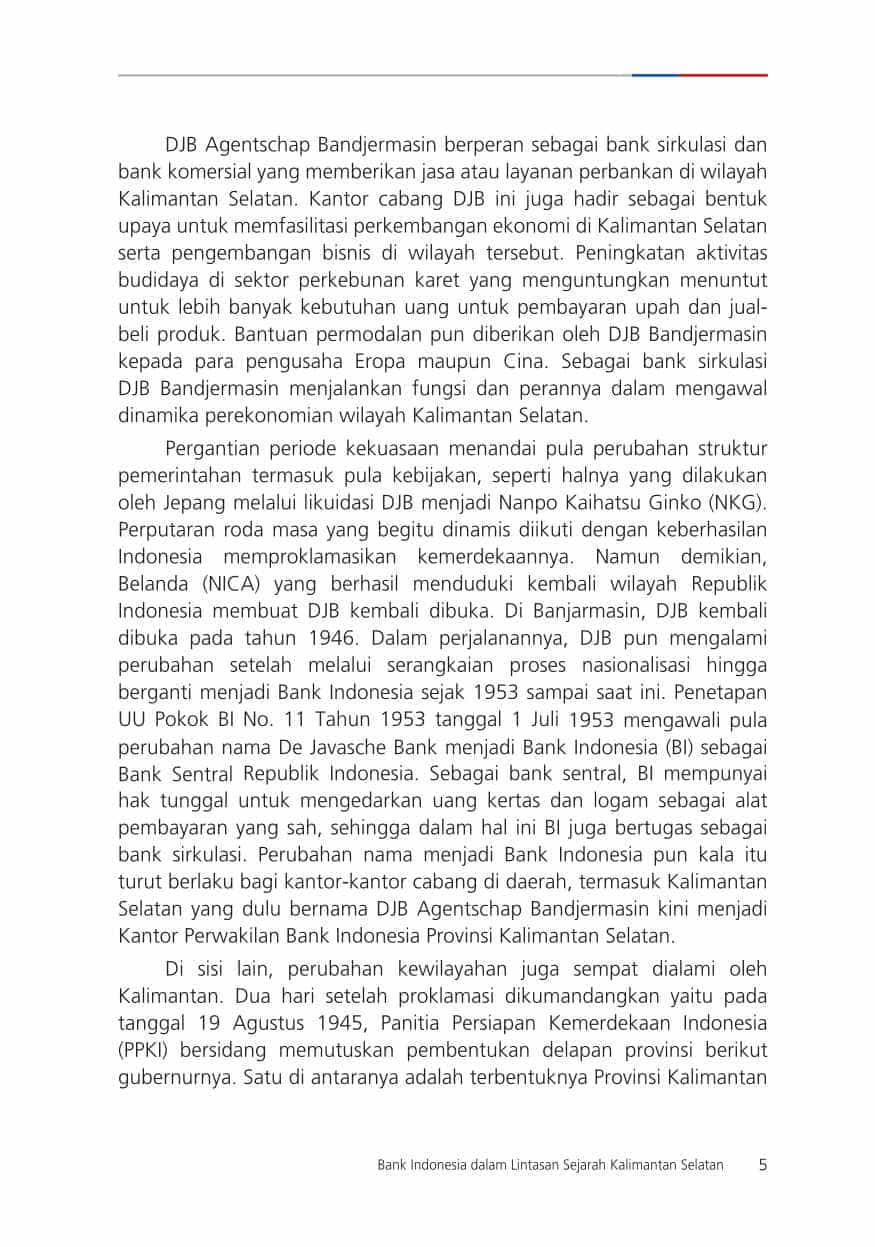 DJB Agentschap Bandjermasin berperan sebagai bank sirkulasi dan
bank komersial yang memberikan jasa atau layanan perbankan di wilayah
Kalimantan Selatan. Kantor cabang DJB ini juga hadir sebagai bentuk
upaya untuk memfasilitasi perkembangan ekonomi di Kalimantan Selatan
serta pengembangan bisnis di wilayah tersebut. Peningkatan aktivitas
budidaya di sektor perkebunan karet yang menguntungkan menuntut
untuk lebih banyak kebutuhan uang untuk pembayaran upah dan jual-
beli produk. Bantuan permodalan pun diberikan oleh DJB Bandjermasin
kepada para pengusaha Eropa maupun Cina. Sebagai bank sirkulasi
DJB Bandjermasin menjalankan fungsi dan perannya dalam mengawal
dinamika perekonomian wilayah Kalimantan Selatan.
Pergantian periode kekuasaan menandai pula perubahan struktur
pemerintahan termasuk pula kebijakan, seperti halnya yang dilakukan
oleh Jepang melalui likuidasi DJB menjadi Nanpo Kaihatsu Ginko (NKG).
Perputaran roda masa yang begitu dinamis diikuti dengan keberhasilan
Indonesia memproklamasikan kemerdekaannya. Namun demikian,
Belanda (NICA) yang berhasil menduduki kembali wilayah Republik
Indonesia membuat DJB kembali dibuka. Di Banjarmasin, DJB kembali
dibuka pada tahun 1946. Dalam perjalanannya, DJB pun mengalami
perubahan setelah melalui serangkaian proses nasionalisasi hingga
berganti menjadi Bank Indonesia sejak 1953 sampai saat ini. Penetapan
UU Pokok BI No. 11 Tahun 1953 tanggal 1 Juli 1953 mengawali pula
perubahan nama De Javasche Bank menjadi Bank Indonesia (BI) sebagai
Bank Sentral Republik Indonesia. Sebagai bank sentral, BI mempunyai
hak tunggal untuk mengedarkan uang kertas dan logam sebagai alat
pembayaran yang sah, sehingga dalam hal ini BI juga bertugas sebagai
bank sirkulasi. Perubahan nama menjadi Bank Indonesia pun kala itu
turut berlaku bagi kantor-kantor cabang di daerah, termasuk Kalimantan
Selatan yang dulu bernama DJB Agentschap Bandjermasin kini menjadi
Kantor Perwakilan Bank Indonesia Provinsi Kalimantan Selatan.
Di sisi lain, perubahan kewilayahan juga sempat dialami oleh
Kalimantan. Dua hari setelah proklamasi dikumandangkan yaitu pada
tanggal 19 Agustus 1945, Panitia Persiapan Kemerdekaan Indonesia
(PPKI) bersidang memutuskan pembentukan delapan provinsi berikut
gubernurnya. Satu di antaranya adalah terbentuknya Provinsi Kalimantan
Bank Indonesia dalam Lintasan Sejarah Kalimantan Selatan 5